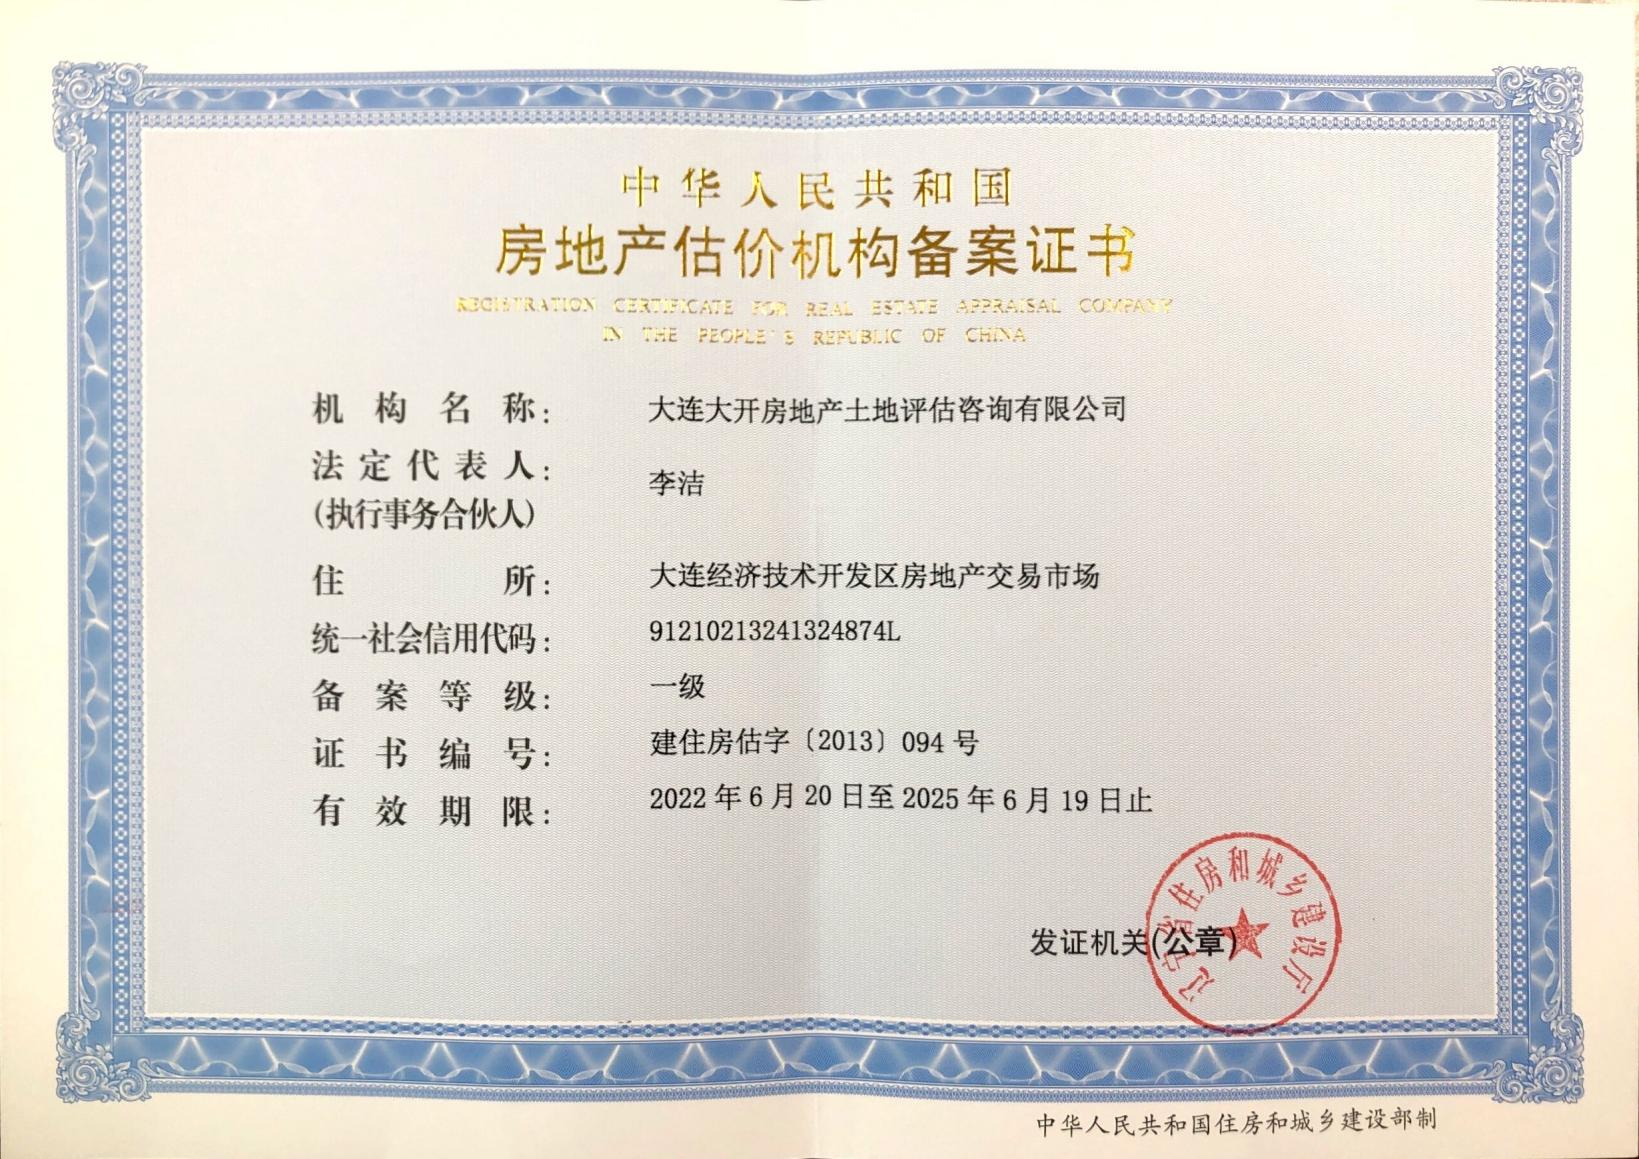 中华人民共和国
房地产估价机构备案证书
REGISTRATION CERTIFICATE FOR REAL ESTATE APPRAISAL COMPANY
IN THE PEOPLE'S REPUBLIC OF CHINA
机构名称: 大连大开房地产土地评估咨询有限公司
法定代表人: 李洁
(执行事务合伙人)
住所: 大连经济技术开发区房地产交易市场
统一社会信用代码: 91210213241324874L
备案等级: 一级
证书编号: 建住房估字〔2013〕094号
有效期限: 2022年6月20日至2025年6月19日止
发证机关(公章)
辽宁省住房和城乡建设厅
中华人民共和国住房和城乡建设部制